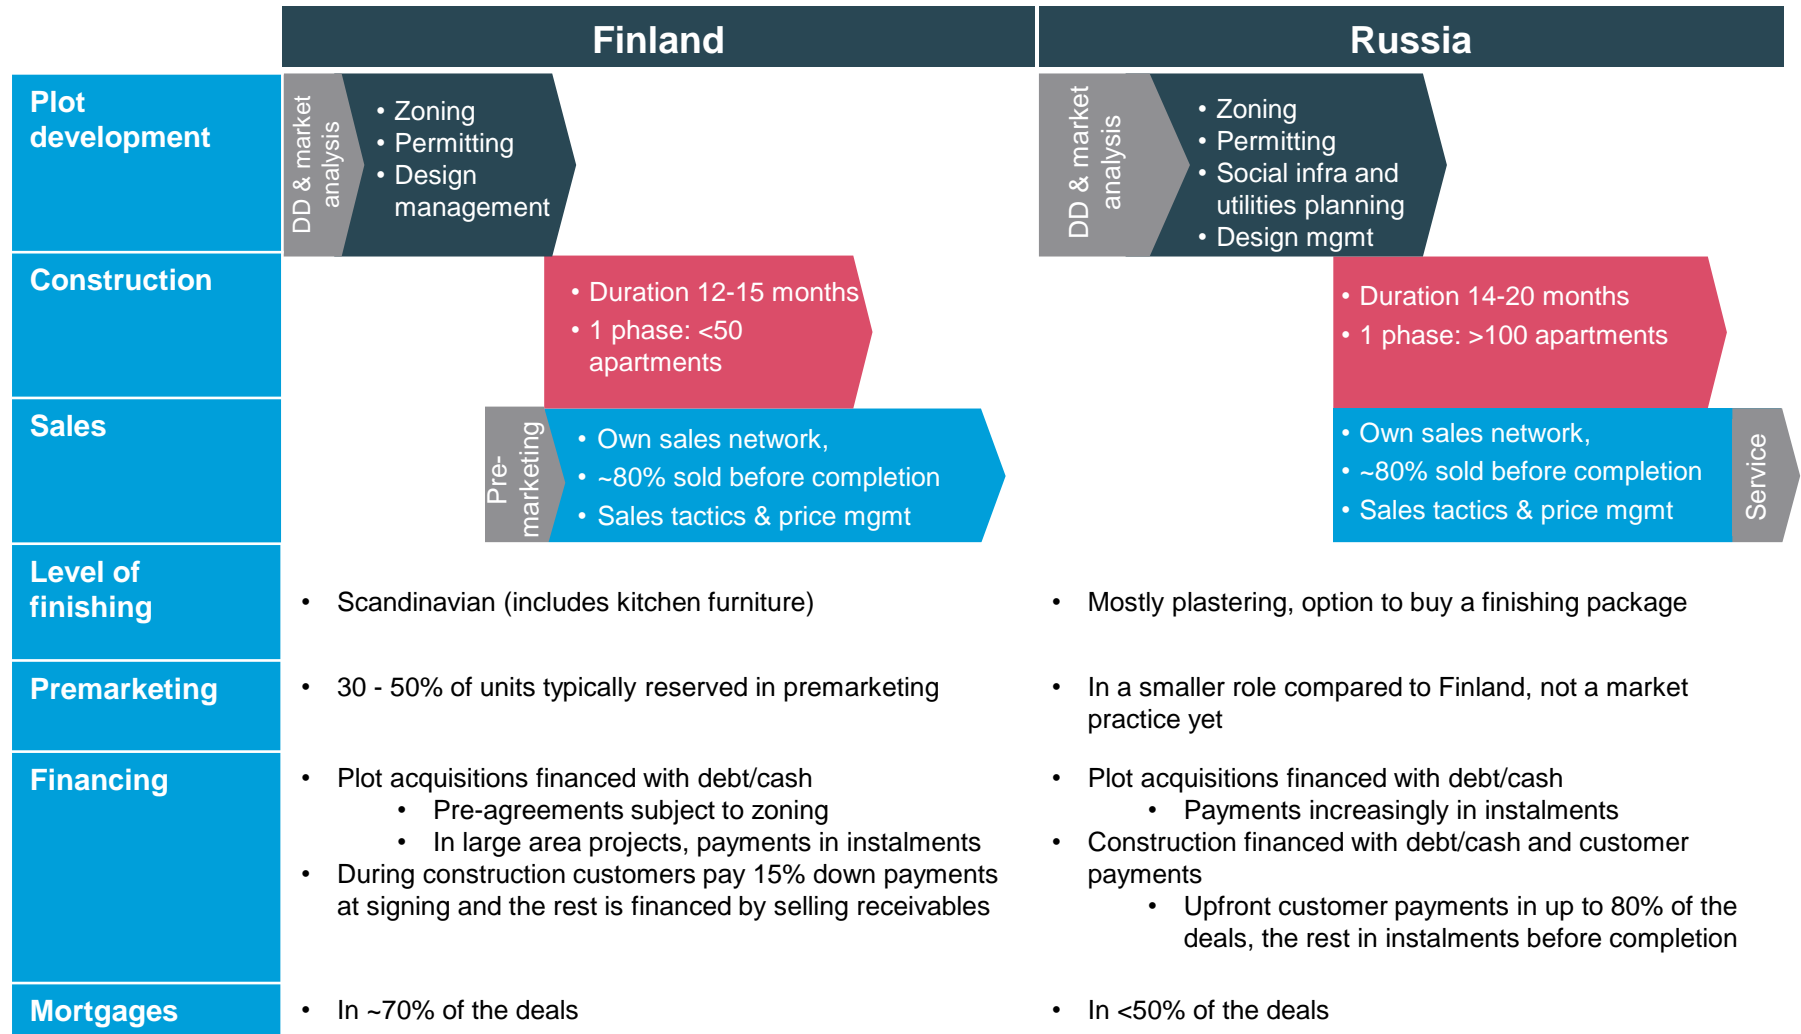 Finland
Russia
Plot
development
DD & market
analysis
• Zoning
• Permitting
• Design
management
DD & market
analysis
• Zoning
• Permitting
• Social infra and
utilities planning
• Design mgmt
Construction
• Duration 12-15 months
• 1 phase: <50
apartments
• Duration 14-20 months
• 1 phase: >100 apartments
Sales
Pre-
marketing
• Own sales network,
• ~80% sold before completion
• Sales tactics & price mgmt
• Own sales network,
• ~80% sold before completion
• Sales tactics & price mgmt
Service
Level of
finishing
• Scandinavian (includes kitchen furniture)
• Mostly plastering, option to buy a finishing package
Premarketing
• 30 - 50% of units typically reserved in premarketing
• In a smaller role compared to Finland, not a market
practice yet
Financing
• Plot acquisitions financed with debt/cash
• Pre-agreements subject to zoning
• In large area projects, payments in instalments
• During construction customers pay 15% down payments
at signing and the rest is financed by selling receivables
• Plot acquisitions financed with debt/cash
• Payments increasingly in instalments
• Construction financed with debt/cash and customer
payments
• Upfront customer payments in up to 80% of the
deals, the rest in instalments before completion
Mortgages
• In ~70% of the deals
• In <50% of the deals